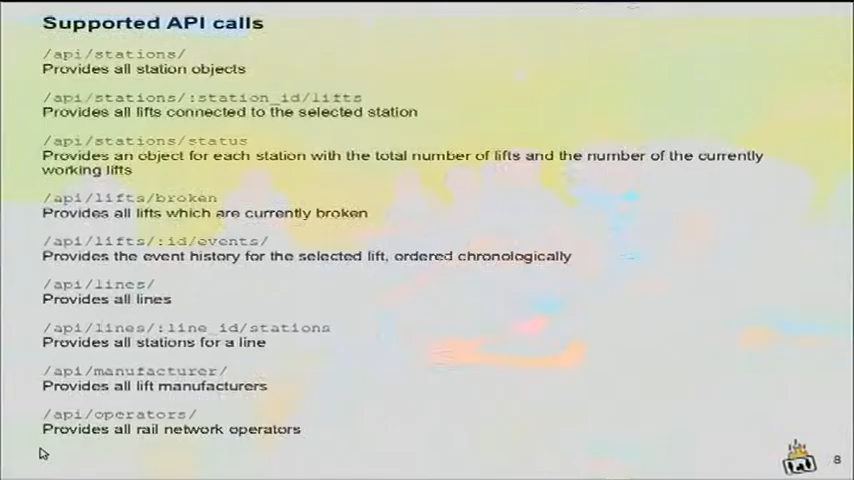 Supported API calls
/api/stations/
Provides all station objects
/api/stations/:station_id/lifts
Provides all lifts connected to the selected station
/api/stations/status
Provides an object for each station with the total number of lifts and the number of the currently
working lifts
/api/lifts/broken
Provides all lifts which are currently broken
/api/lifts/:id/events/
Provides the event history for the selected lift, ordered chronologically
/api/lines/
Provides all lines
/api/lines/:line_id/stations
Provides all stations for a line
/api/manufacturer/
Provides all lift manufacturers
/api/operators/
Provides all rail network operators
8